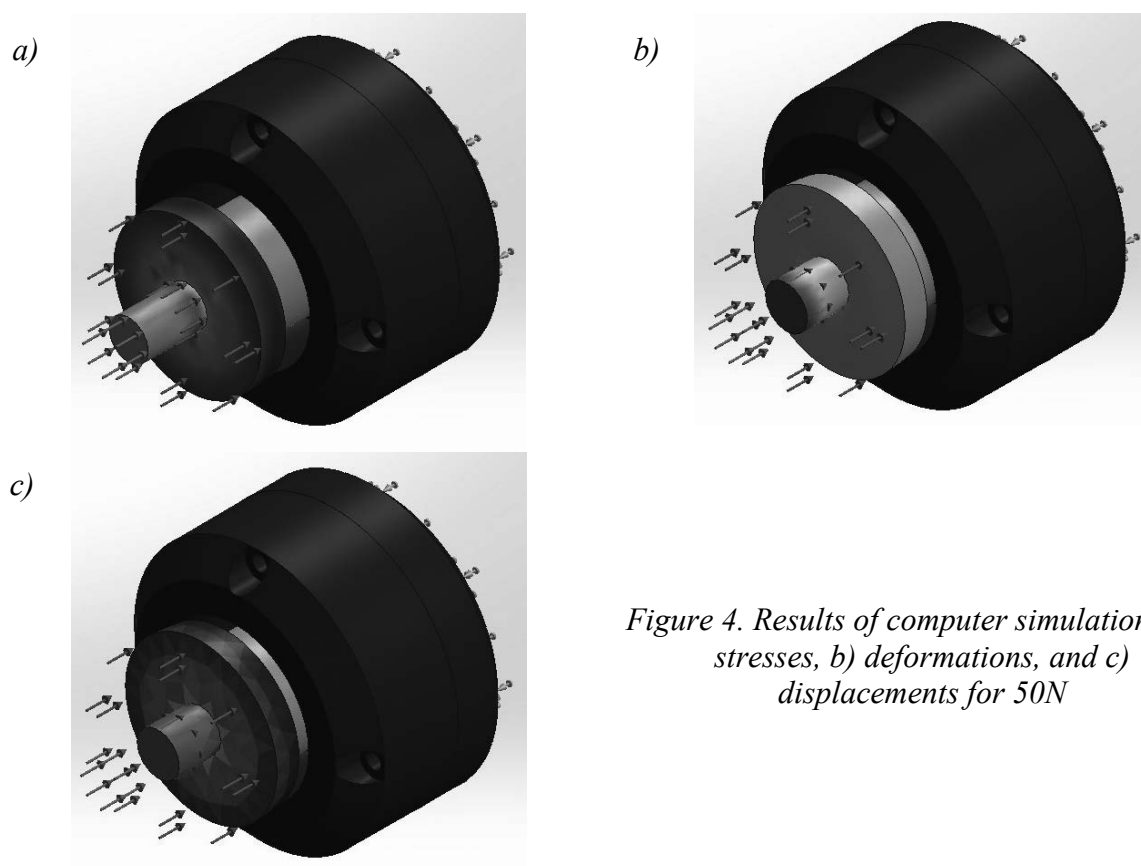 a)
b)
c)
Figure 4. Results of computer simulation
stresses, b) deformations, and c)
displacements for 50N